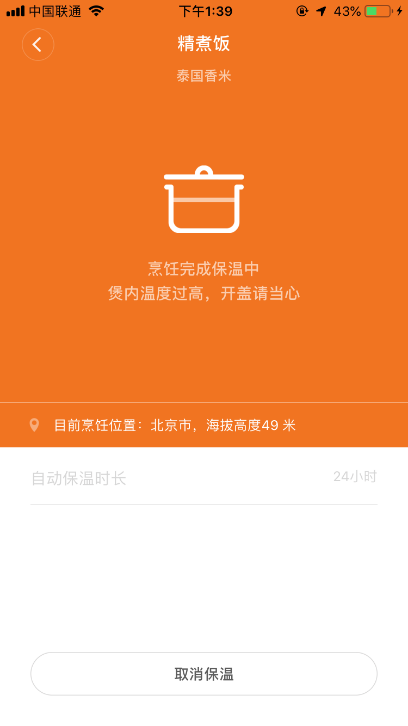 中国联通 下午1:39 43%
精煮饭
泰国香米
烹饪完成保温中
煲内温度过高，开盖请当心
目前烹饪位置：北京市，海拔高度49 米
自动保温时长 24小时
取消保温